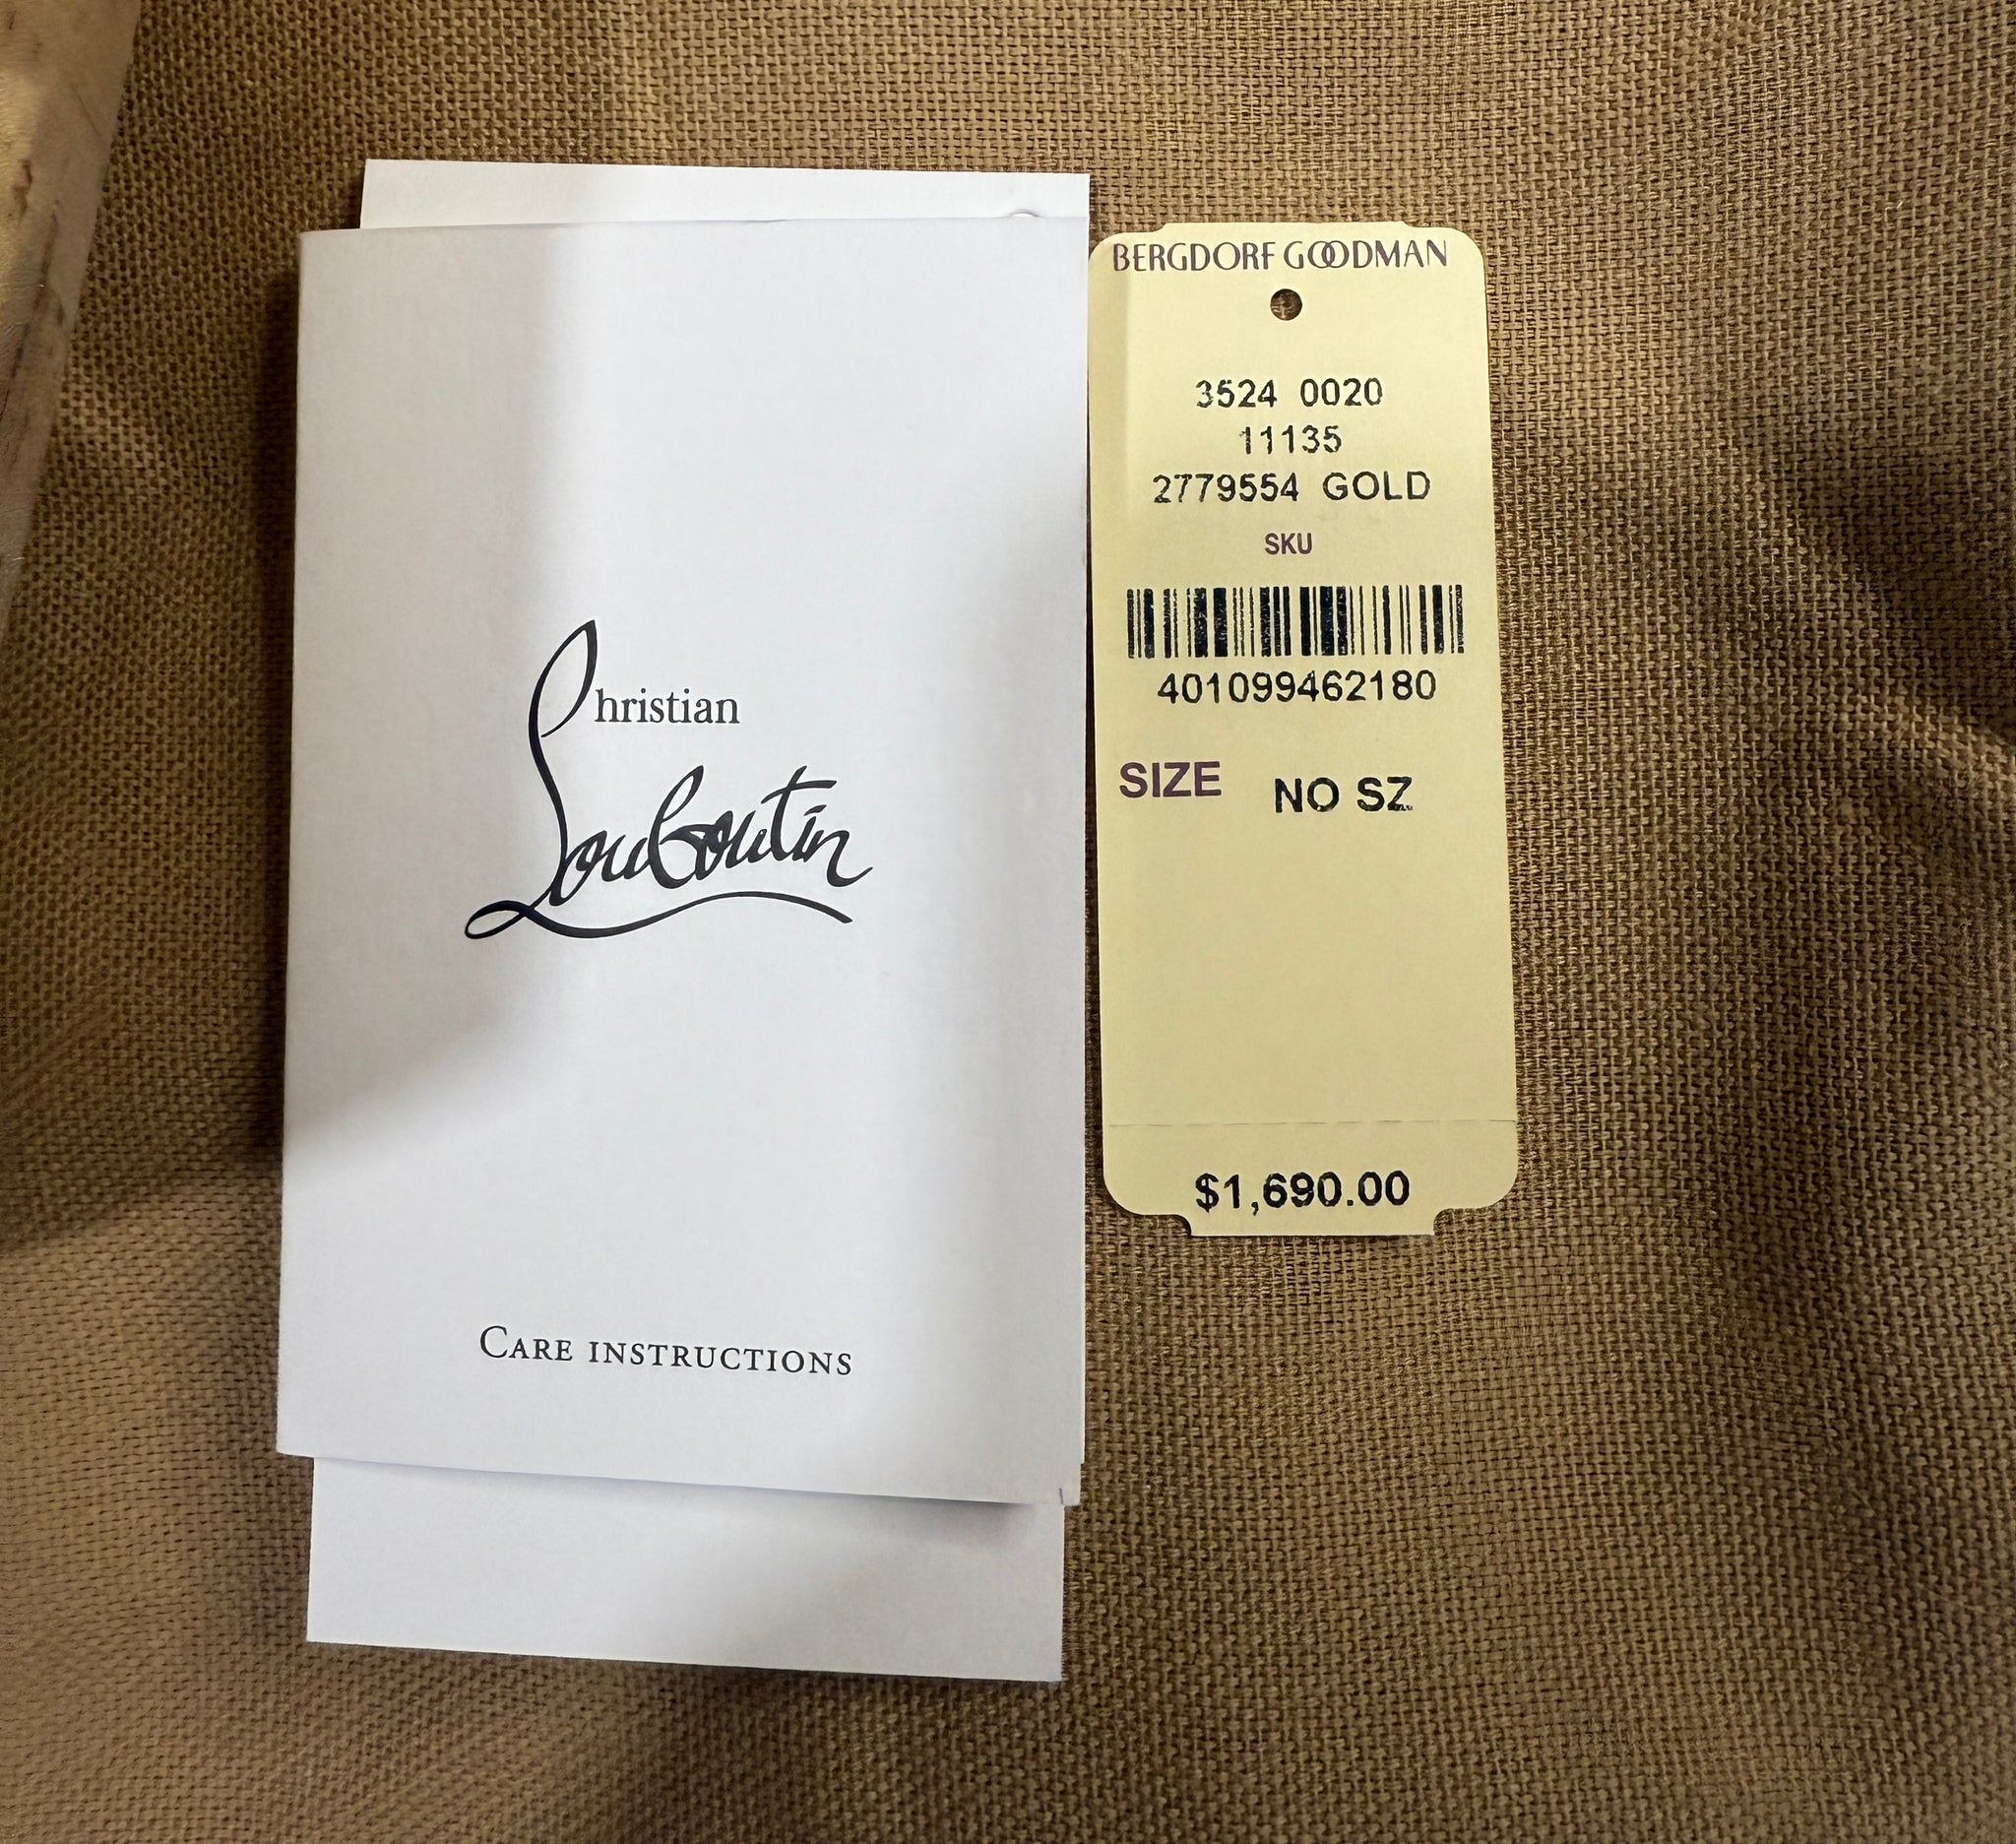 Christian
Louboutin
CARE INSTRUCTIONS
BERGDORF GOODMAN
3524 0020
11135
2779554 GOLD
SKU
401099462180
SIZE NO SZ
$1,690.00